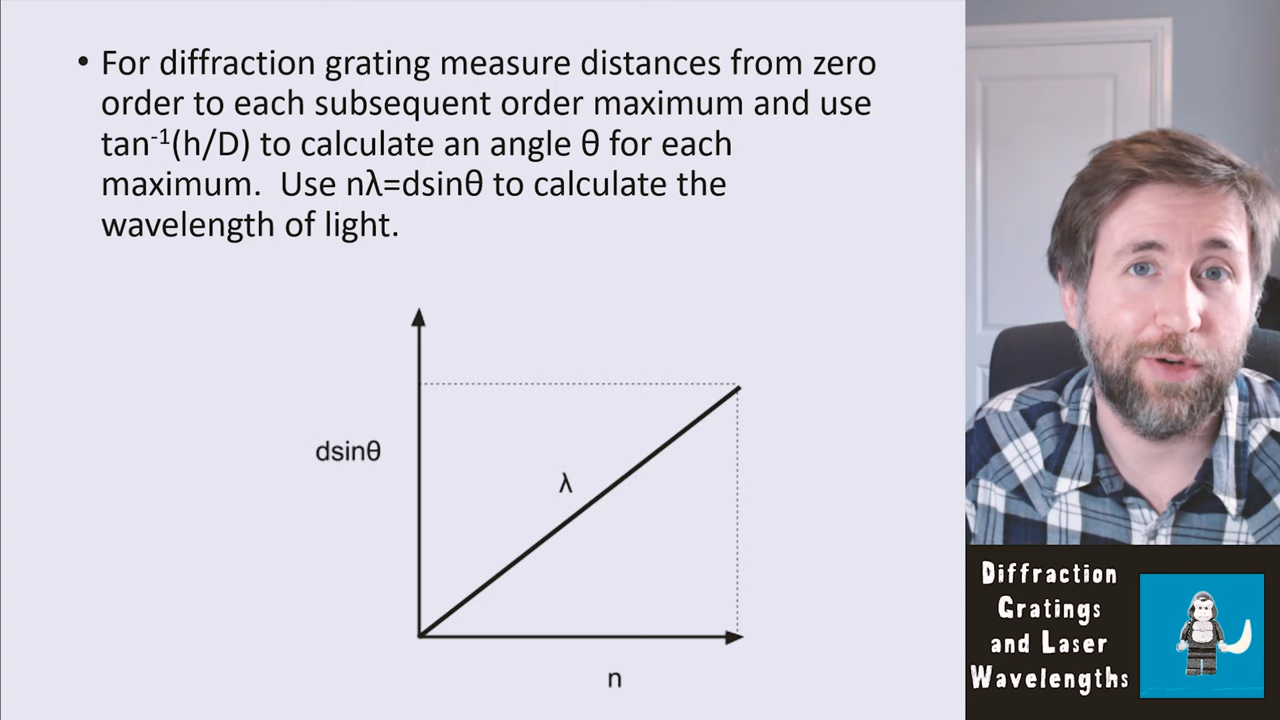 • For diffraction grating measure distances from zero
order to each subsequent order maximum and use
tan⁻¹(h/D) to calculate an angle θ for each
maximum.  Use nλ=dsinθ to calculate the
wavelength of light.
dsinθ
λ
n
Diffraction
Gratings
and Laser
Wavelengths